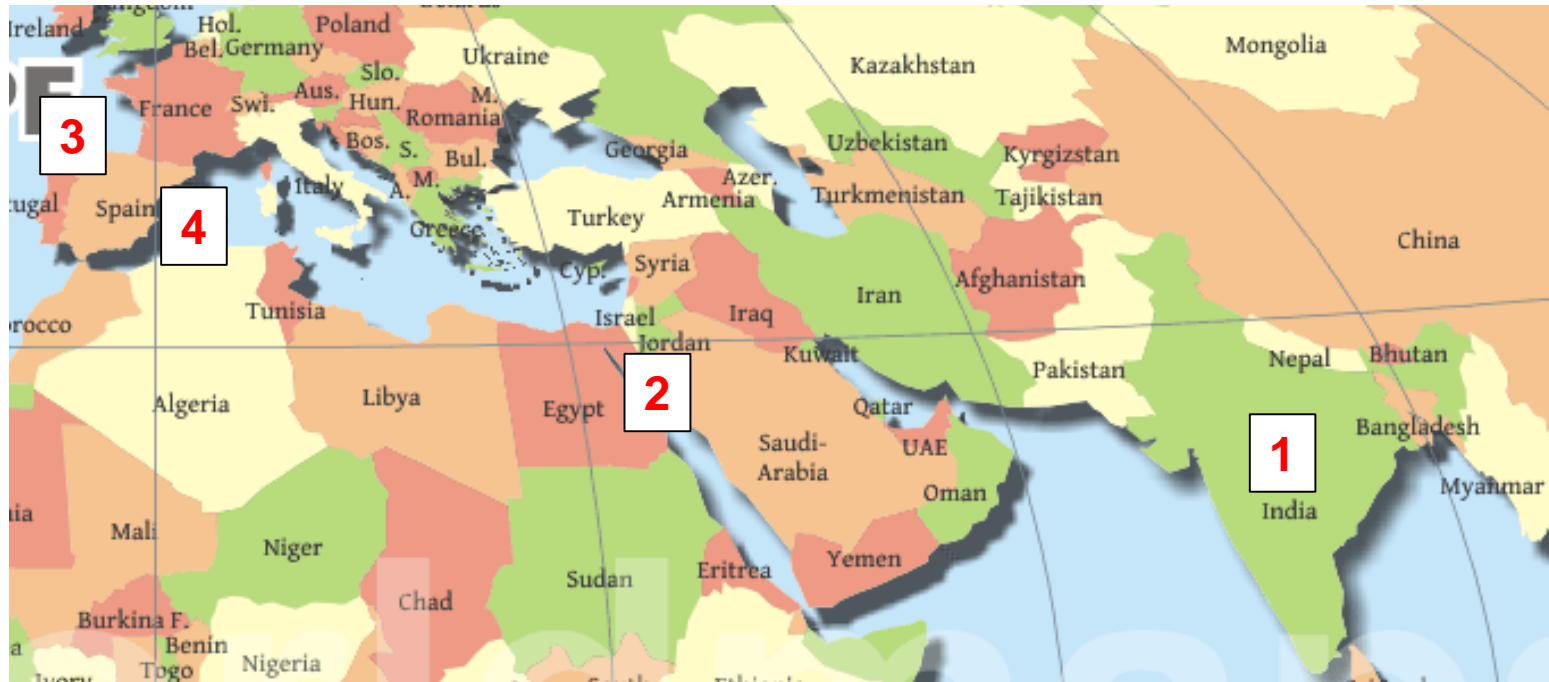 Ireland
Hol.
Poland
Bel.
Germany
Ukraine
Mongolia
Kazakhstan
Slo.
PE
France
Swi.
Aus.
Hun.
M.
Romania
3
Bos.
S.
Bul.
Georgia
Uzbekistan
Kyrgizstan
Italy
A.
M.
Azer.
Armenia
Turkmenistan
Tajikistan
tugal
Spain
4
Greece
Turkey
China
Cyp.
Syria
Afghanistan
Iran
Tunisia
Israel
Iraq
orocco
Jordan
Kuwait
Nepal
Bhutan
Pakistan
Algeria
Libya
Egypt
2
Qatar
Bangladesh
Saudi-
Arabia
UAE
1
Oman
Myanmar
India
Mali
Niger
Yemen
Sudan
Eritrea
Chad
Burkina F.
Benin
Togo
Nigeria